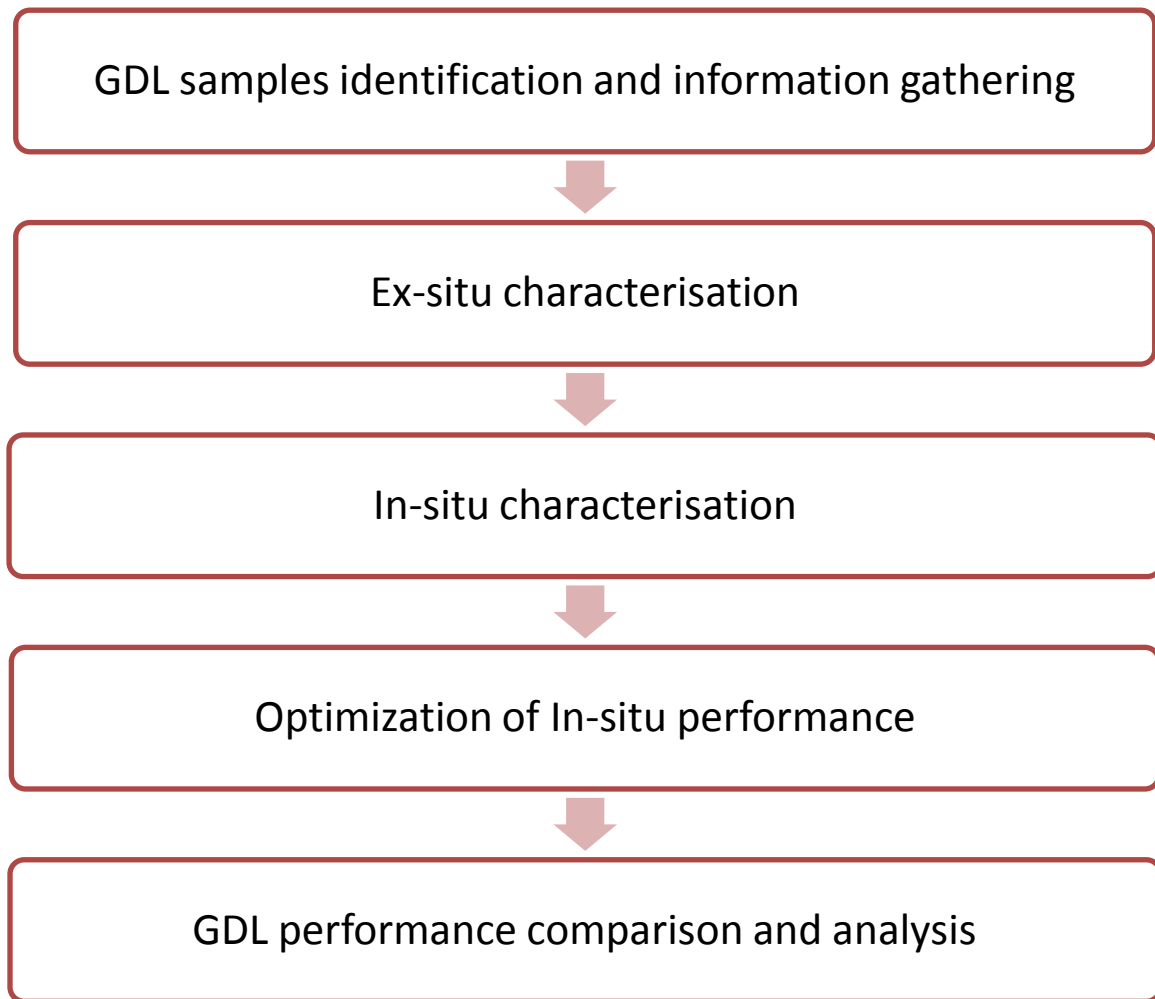 GDL samples identification and information gathering
Ex-situ characterisation
In-situ characterisation
Optimization of In-situ performance
GDL performance comparison and analysis